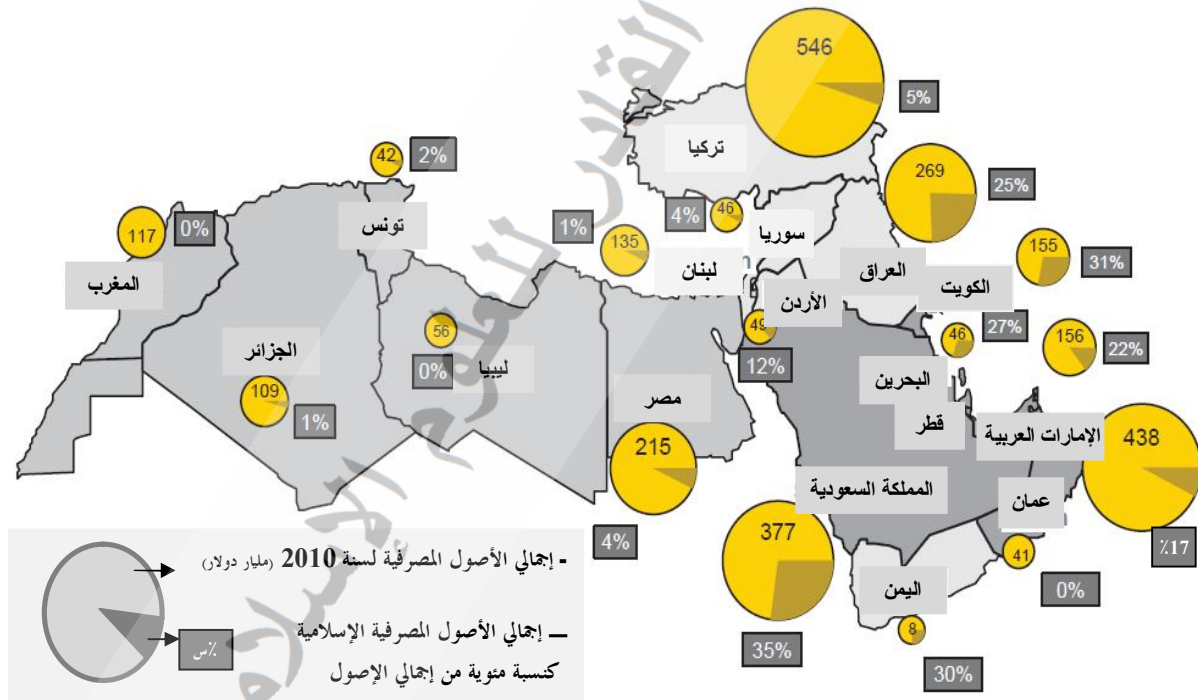 546
5%
تركيا
269
25%
42
2%
تونس
117
0%
المغرب
1%
135
4%
46
سوريا
لبنان
العراق
155
31%
الكويت
الأردن
49
12%
46
27%
156
22%
البحرين
قطر
56
0%
ليبيا
الجزائر
109
1%
مصر
215
4%
الإمارات العربية
438
٪17
المملكة السعودية
عمان
377
35%
41
0%
اليمن
8
30%
- إجمالي الأصول المصرفية لسنة 2010 (مليار دولار)
— إجمالي الأصول المصرفية الإسلامية
كنسبة مئوية من إجمالي الإصول
٪س